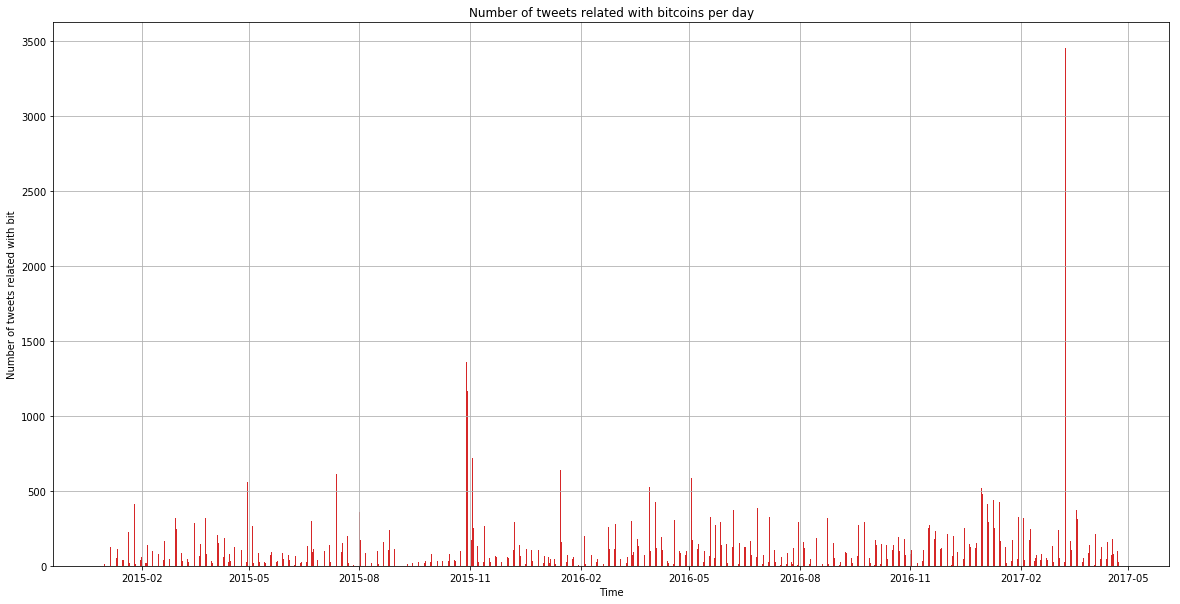 Number of tweets related with bitcoins per day
3500
3000
2500
2000
1500
1000
500
0
Number of tweets related with bit
2015-02 2015-05 2015-08 2015-11 2016-02 2016-05 2016-08 2016-11 2017-02 2017-05
Time